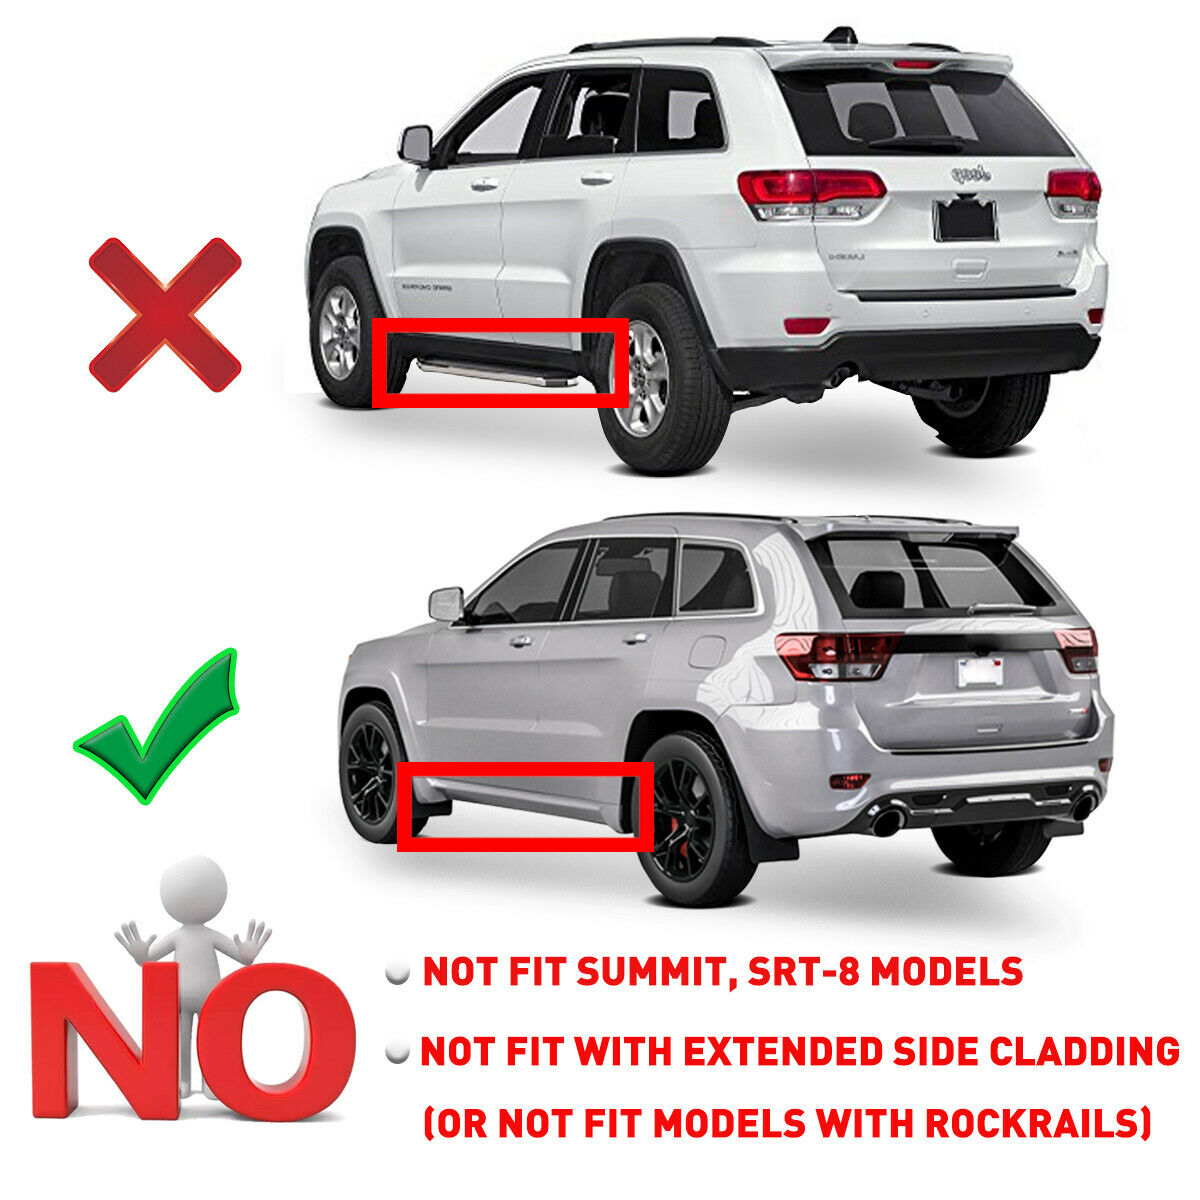 NOT FIT SUMMIT, SRT-8 MODELS
NOT FIT WITH EXTENDED SIDE CLADDING
(OR NOT FIT MODELS WITH ROCKRAILS)
NO